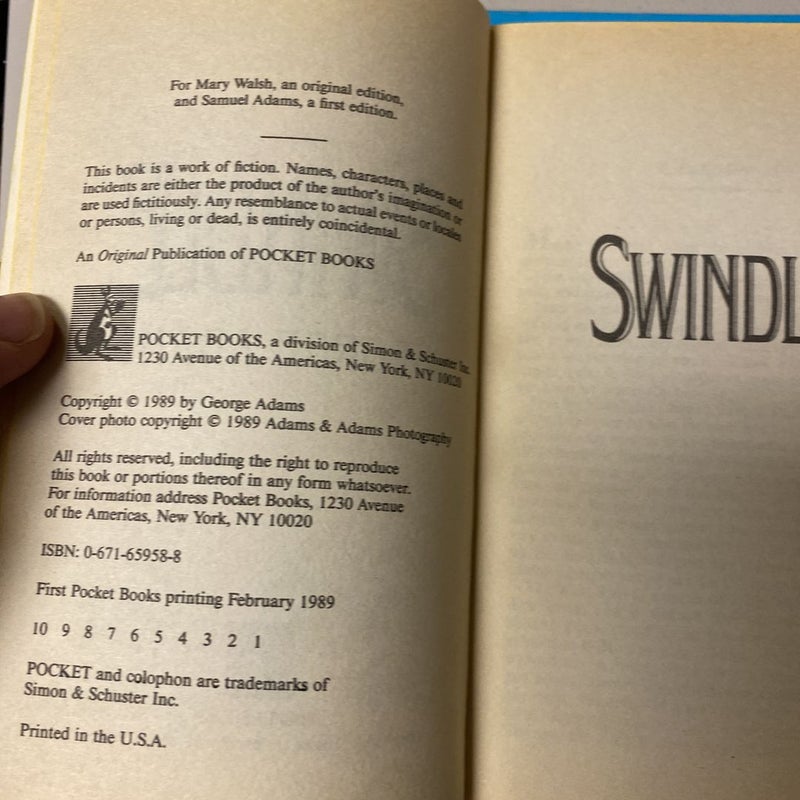 For Mary Walsh, an original edition,
and Samuel Adams, a first edition.
This book is a work of fiction. Names, characters, places and
incidents are either the product of the author's imagination or
are used fictitiously. Any resemblance to actual events or locales
or persons, living or dead, is entirely coincidental.
An Original Publication of POCKET BOOKS
POCKET BOOKS, a division of Simon & Schuster Inc.
1230 Avenue of the Americas, New York, NY 10020
Copyright © 1989 by George Adams
Cover photo copyright © 1989 Adams & Adams Photography
All rights reserved, including the right to reproduce
this book or portions thereof in any form whatsoever.
For information address Pocket Books, 1230 Avenue
of the Americas, New York, NY 10020
ISBN: 0-671-65958-8
First Pocket Books printing February 1989
10 9 8 7 6 5 4 3 2 1
POCKET and colophon are trademarks of
Simon & Schuster Inc.
Printed in the U.S.A.
SWINDL